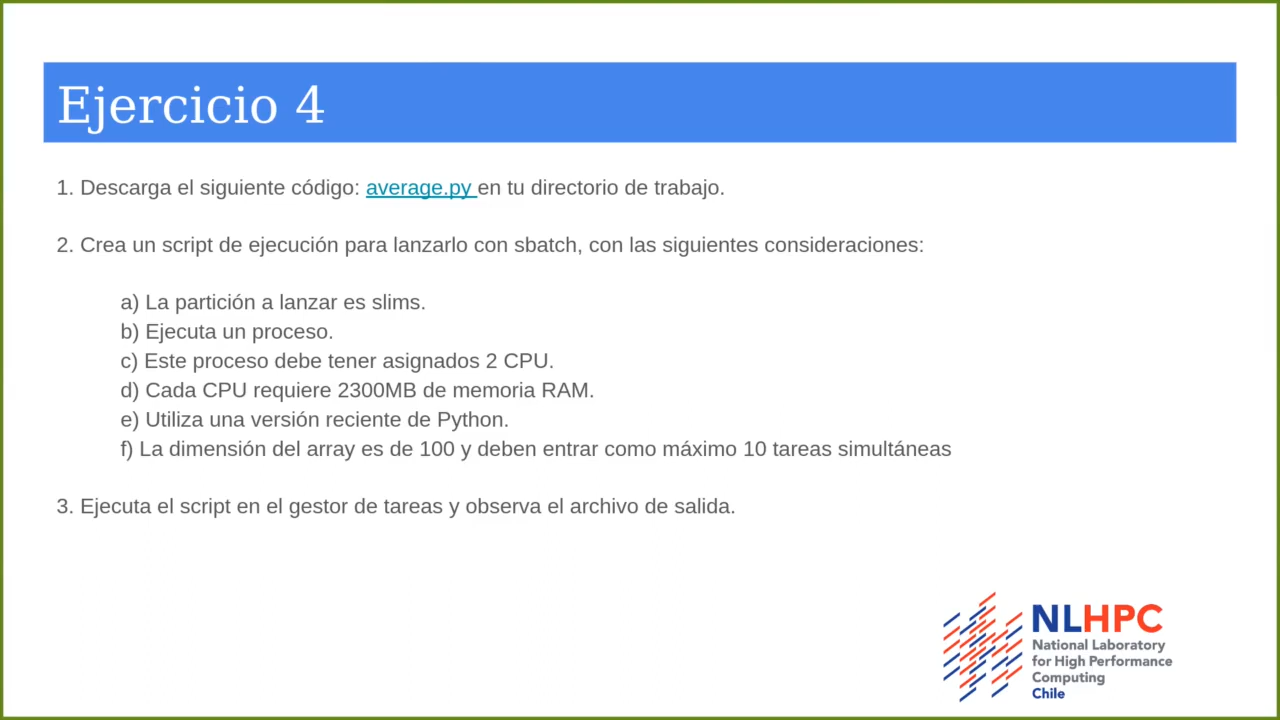 Ejercicio 4
1. Descarga el siguiente código: average.py en tu directorio de trabajo.
2. Crea un script de ejecución para lanzarlo con sbatch, con las siguientes consideraciones:
a) La partición a lanzar es slims.
b) Ejecuta un proceso.
c) Este proceso debe tener asignados 2 CPU.
d) Cada CPU requiere 2300MB de memoria RAM.
e) Utiliza una versión reciente de Python.
f) La dimensión del array es de 100 y deben entrar como máximo 10 tareas simultáneas
3. Ejecuta el script en el gestor de tareas y observa el archivo de salida.
NLHPC
National Laboratory
for High Performance
Computing
Chile